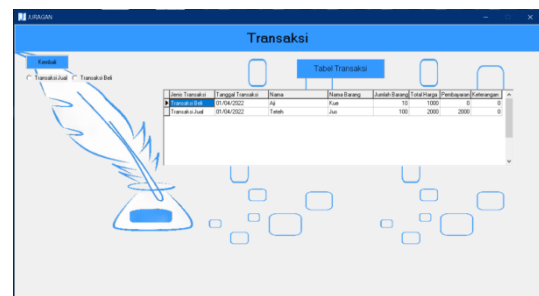 JURAGAN
Transaksi
Kembali
Tabel Transaksi
Transaksi Jual Transaksi Beli
Jenis Transaksi Tanggal Transaksi Nama Nama Barang Jumlah Barang Total Harga Pembayaran Keterangan
Transaksi Beli 01/04/2022 Aji Kue 10 1000 0 0
Transaksi Jual 01/04/2022 Teteh Jus 100 2000 2000 0